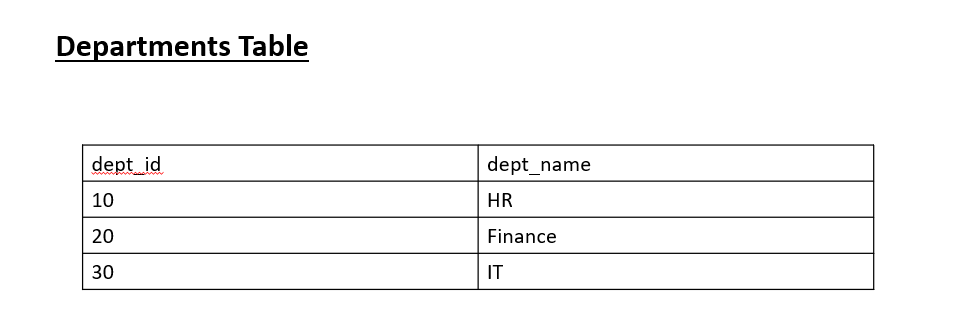 Departments Table
dept_id dept_name
10 HR
20 Finance
30 IT